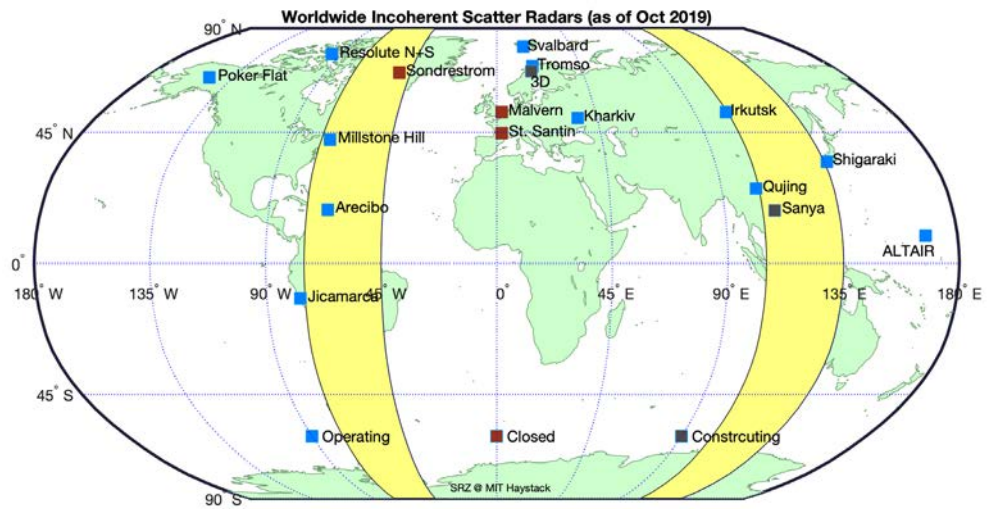 Worldwide Incoherent Scatter Radars (as of Oct 2019)
90° N
Svalbard
Resolute N+S
Tromso
Sondrestrom
Poker Flat
3D
Malvern
Irkutsk
Kharkiv
45° N
St. Santin
Millstone Hill
Shigaraki
Qujing
Arecibo
Sanya
ALTAIR
0°
180° W
135° W
90° W
45° W
0°
45° E
90° E
135° E
180° E
Jicamarca
45° S
Operating
Closed
Constrcuting
SRZ @ MIT Haystack
90° S